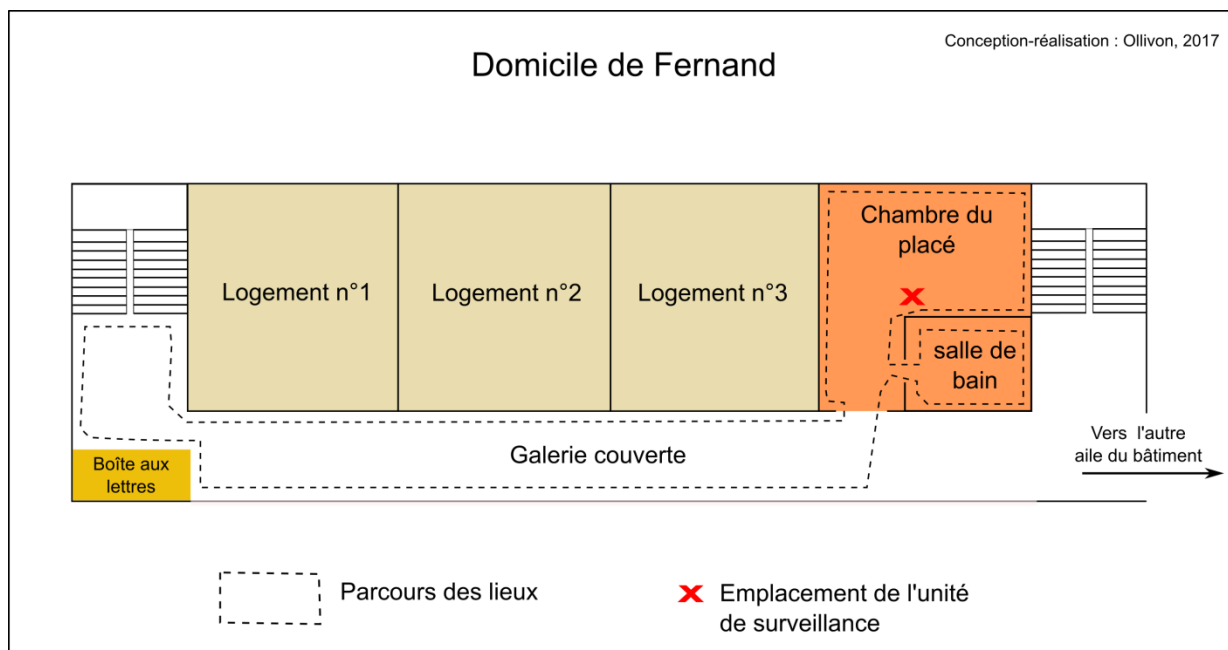 Conception-réalisation : Ollivon, 2017
Domicile de Fernand
Chambre du
placé
Logement n°1
Logement n°2
Logement n°3
salle de
bain
Vers l'autre
aile du bâtiment
Galerie couverte
Boîte aux
lettres
Parcours des lieux
Emplacement de l'unité
de surveillance